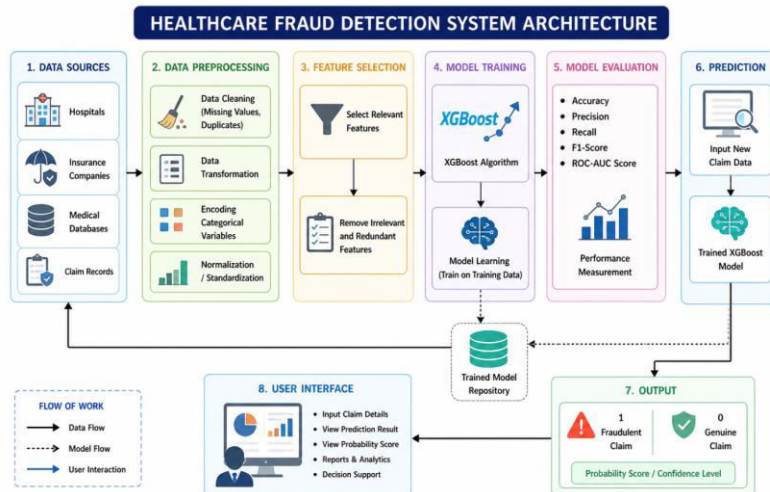 HEALTHCARE FRAUD DETECTION SYSTEM ARCHITECTURE
1. DATA SOURCES
Hospitals
Insurance
Companies
Medical
Databases
Claim Records
2. DATA PREPROCESSING
Data Cleaning
(Missing Values,
Duplicates)
Data
Transformation
Encoding
Categorical
Variables
Normalization
/ Standardization
3. FEATURE SELECTION
Select Relevant
Features
Remove Irrelevant
and Redundant
Features
4. MODEL TRAINING
XGBoost
XGBoost Algorithm
Model Learning
(Train on Training Data)
5. MODEL EVALUATION
• Accuracy
• Precision
• Recall
• F1-Score
• ROC-AUC Score
Performance
Measurement
6. PREDICTION
Input New
Claim Data
Trained XGBoost
Model
Trained Model
Repository
FLOW OF WORK
Data Flow
Model Flow
User Interaction
8. USER INTERFACE
• Input Claim Details
• View Prediction Result
• View Probability Score
• Reports & Analytics
• Decision Support
7. OUTPUT
1
Fraudulent
Claim
0
Genuine
Claim
Probability Score / Confidence Level